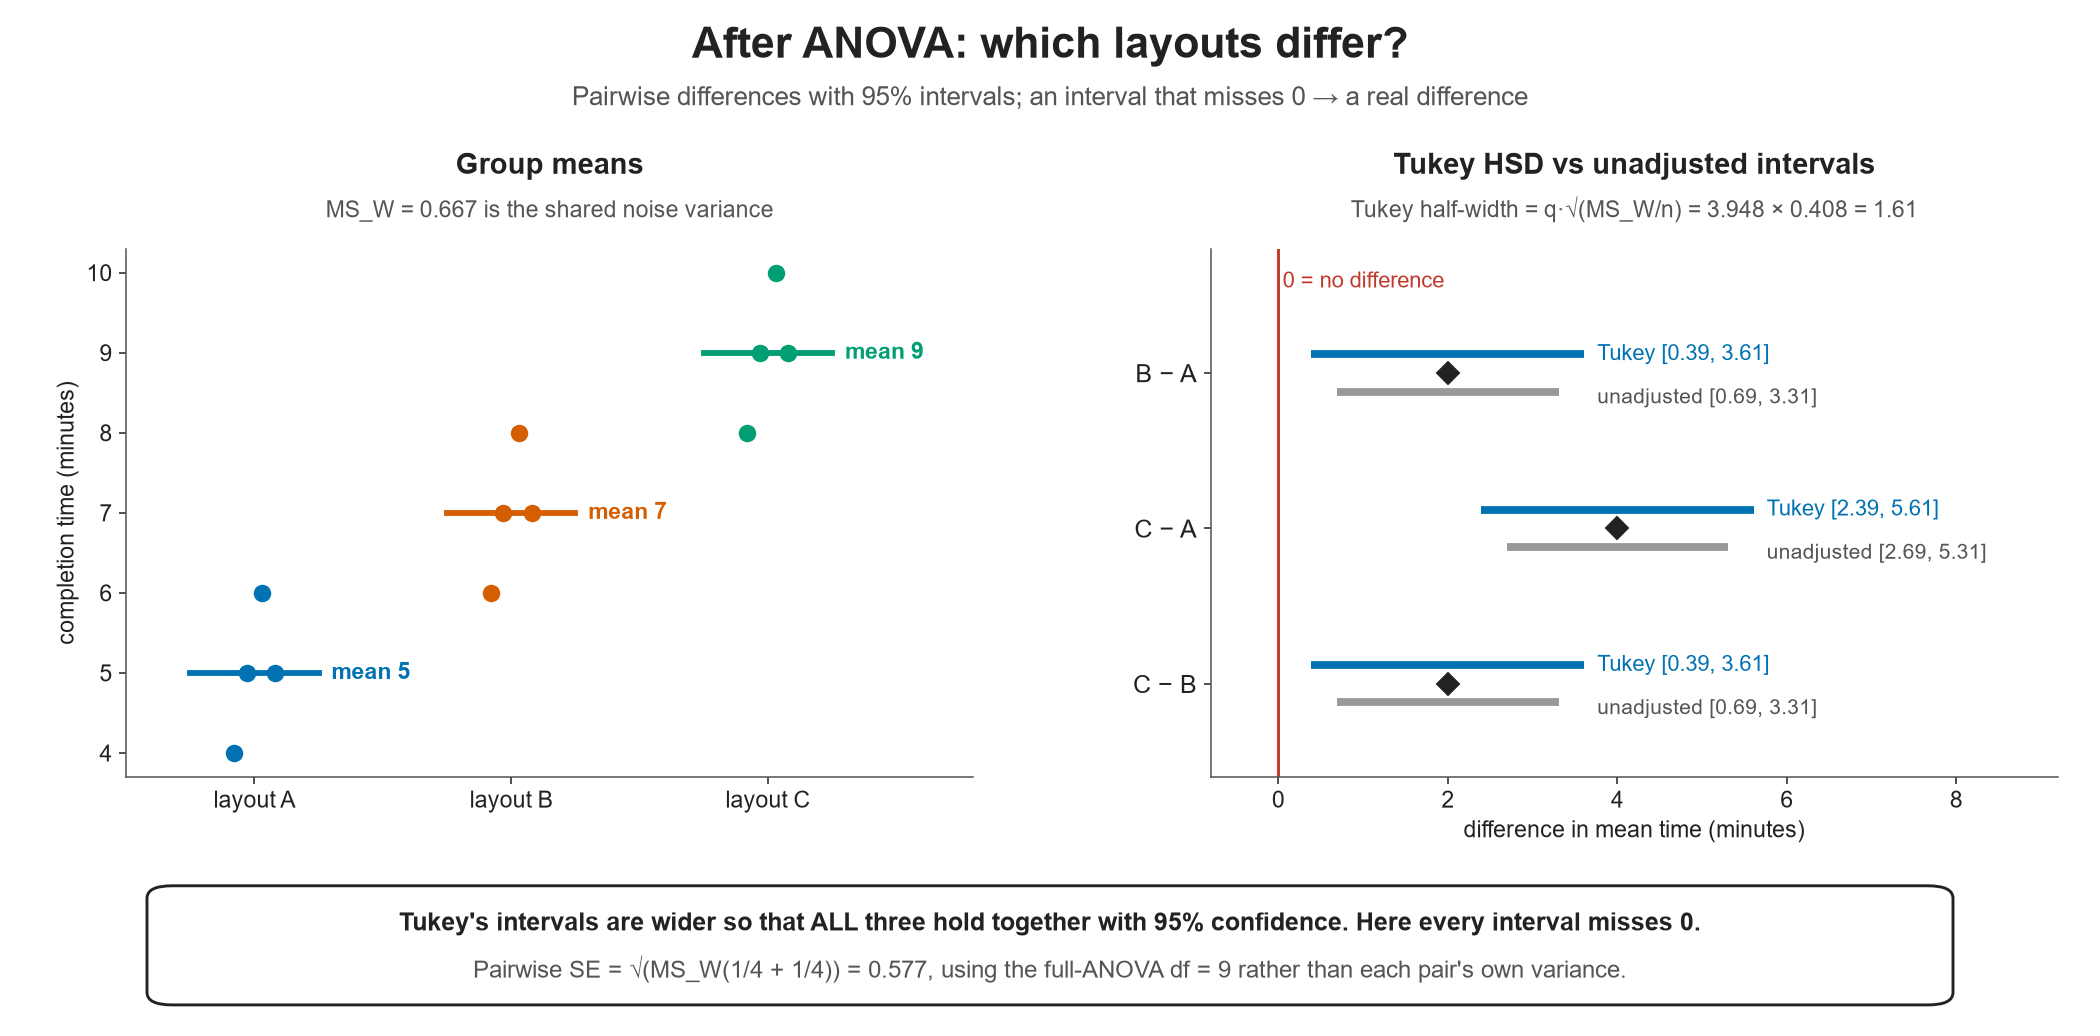 After ANOVA: which layouts differ?
Pairwise differences with 95% intervals; an interval that misses 0 → a real difference
Group means
MS_W = 0.667 is the shared noise variance
completion time (minutes)
10
9
8
7
6
5
4
mean 9
mean 7
mean 5
layout A
layout B
layout C
Tukey HSD vs unadjusted intervals
Tukey half-width = q·√(MS_W/n) = 3.948 × 0.408 = 1.61
0 = no difference
B − A
Tukey [0.39, 3.61]
unadjusted [0.69, 3.31]
C − A
Tukey [2.39, 5.61]
unadjusted [2.69, 5.31]
C − B
Tukey [0.39, 3.61]
unadjusted [0.69, 3.31]
0
2
4
6
8
difference in mean time (minutes)
Tukey's intervals are wider so that ALL three hold together with 95% confidence. Here every interval misses 0.
Pairwise SE = √(MS_W(1/4 + 1/4)) = 0.577, using the full-ANOVA df = 9 rather than each pair's own variance.